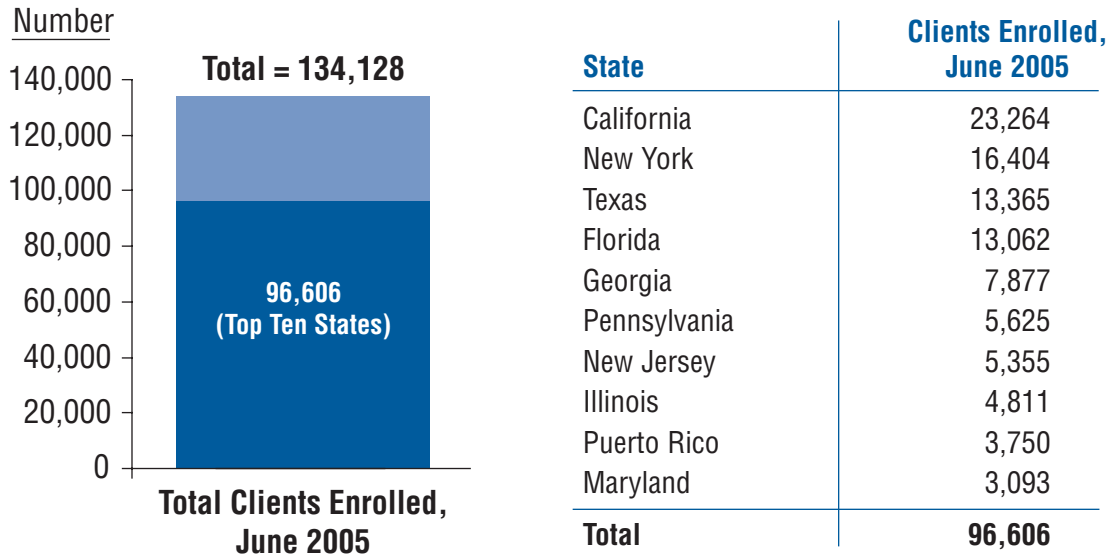 Number
Total = 134,128
140,000
120,000
100,000
80,000
60,000
40,000
20,000
0
96,606
(Top Ten States)
Total Clients Enrolled,
June 2005
State Clients Enrolled, June 2005
California 23,264
New York 16,404
Texas 13,365
Florida 13,062
Georgia 7,877
Pennsylvania 5,625
New Jersey 5,355
Illinois 4,811
Puerto Rico 3,750
Maryland 3,093
Total 96,606